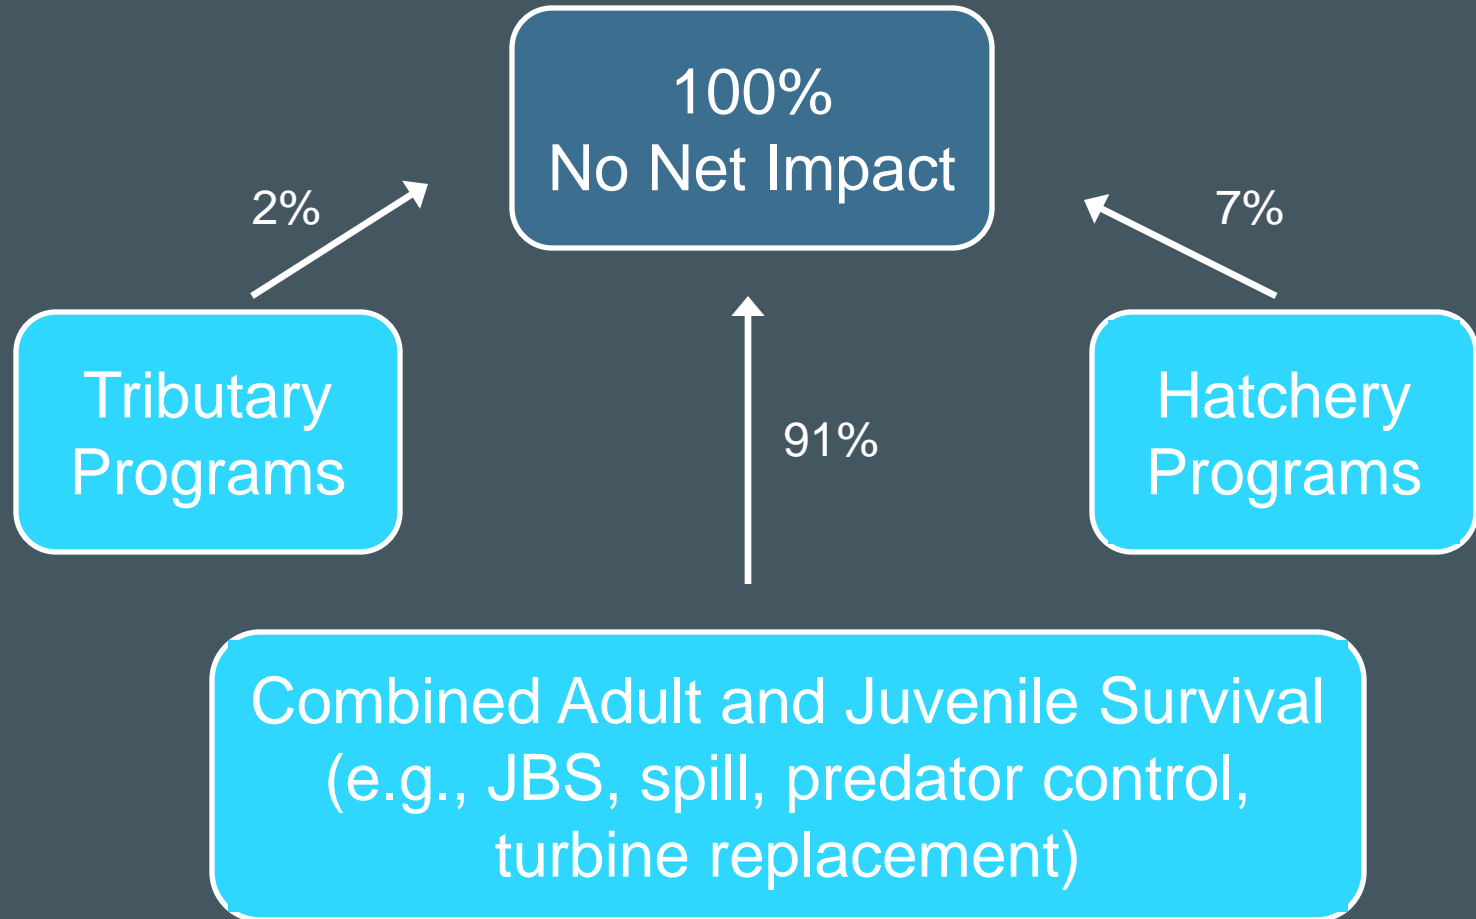 100%
No Net Impact
2%
7%
Tributary
Programs
91%
Hatchery
Programs
Combined Adult and Juvenile Survival
(e.g., JBS, spill, predator control,
turbine replacement)